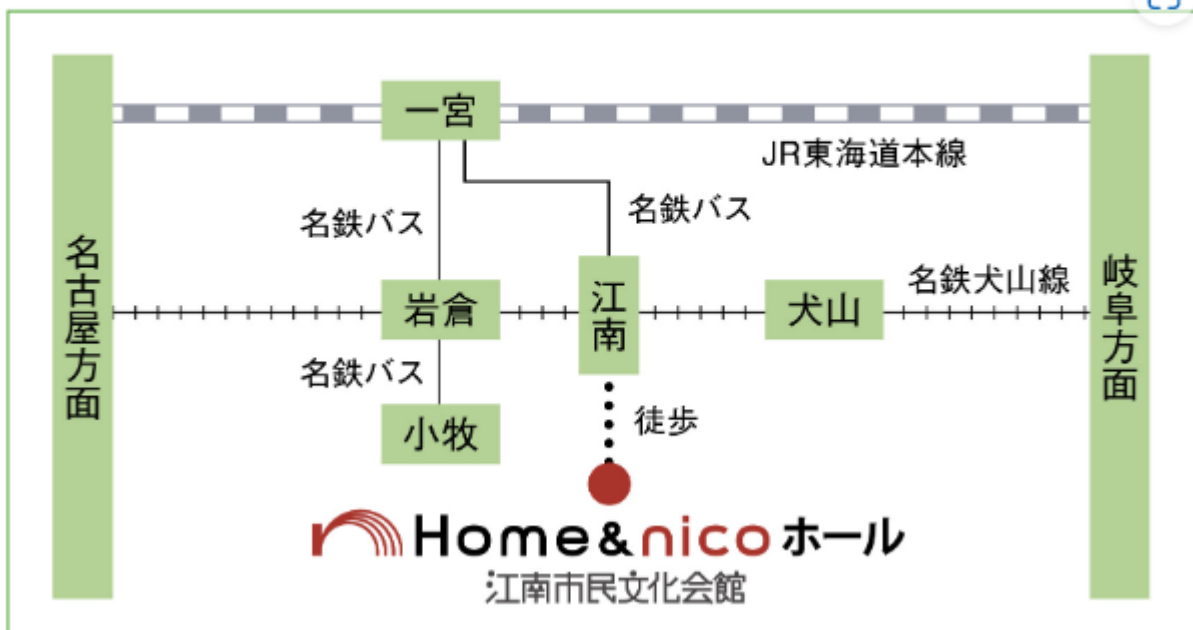 一宮
JR東海道本線
名鉄バス
名鉄バス
名古屋方面
岩倉
江南
犬山
名鉄犬山線
岐阜方面
名鉄バス
小牧
徒歩
Home&nicoホール
江南市民文化会館